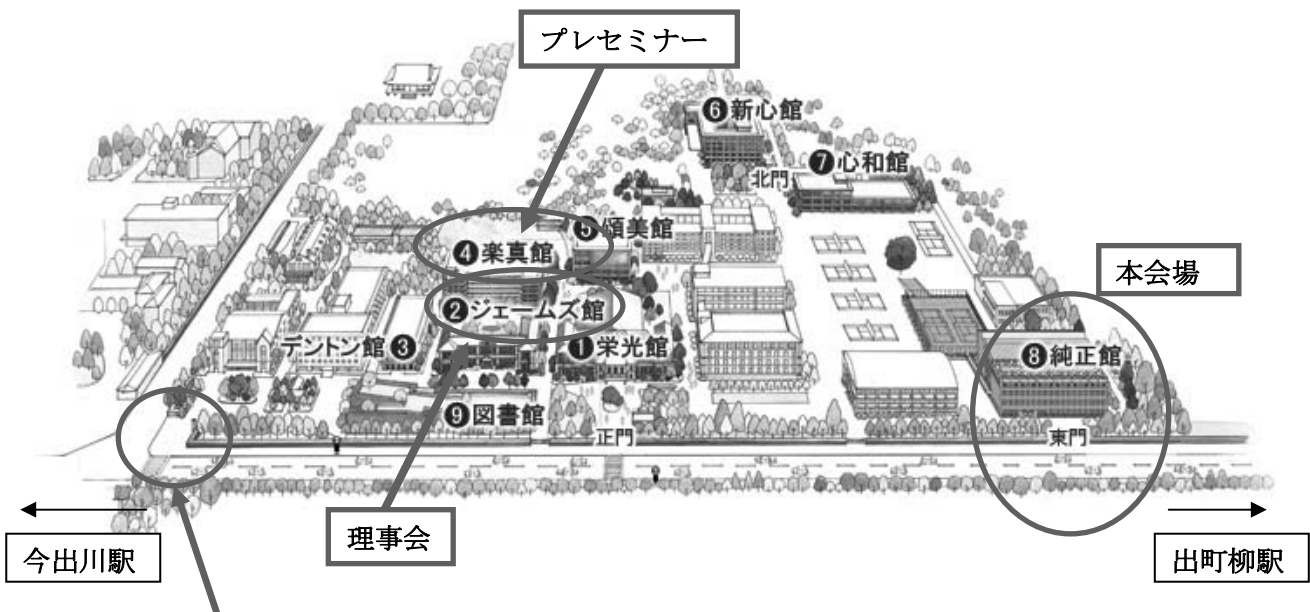 プレセミナー
❻新心館
❼心和館
北門
❺頌美館
❹楽真館
本会場
❷ジェームズ館
デントン館❸
❶栄光館
❽純正館
❾図書館
正門
東門
理事会
今出川駅
出町柳駅